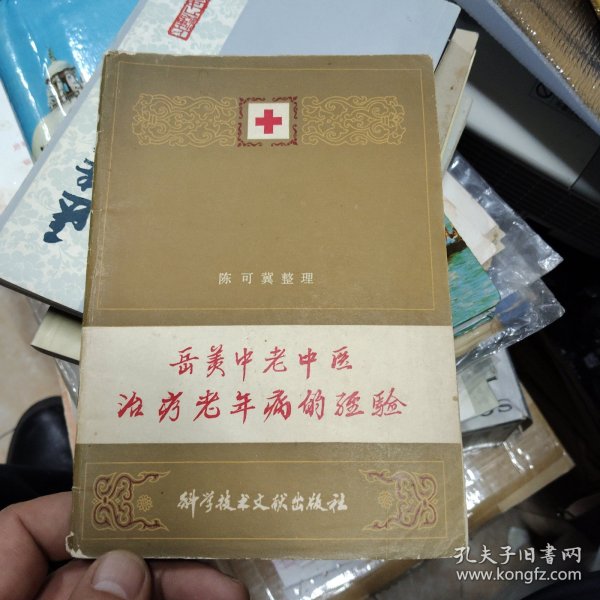 陈可冀整理
岳美中老中医
治疗老年病的经验
科学技术文献出版社
孔夫子旧书网
www.kongfz.com